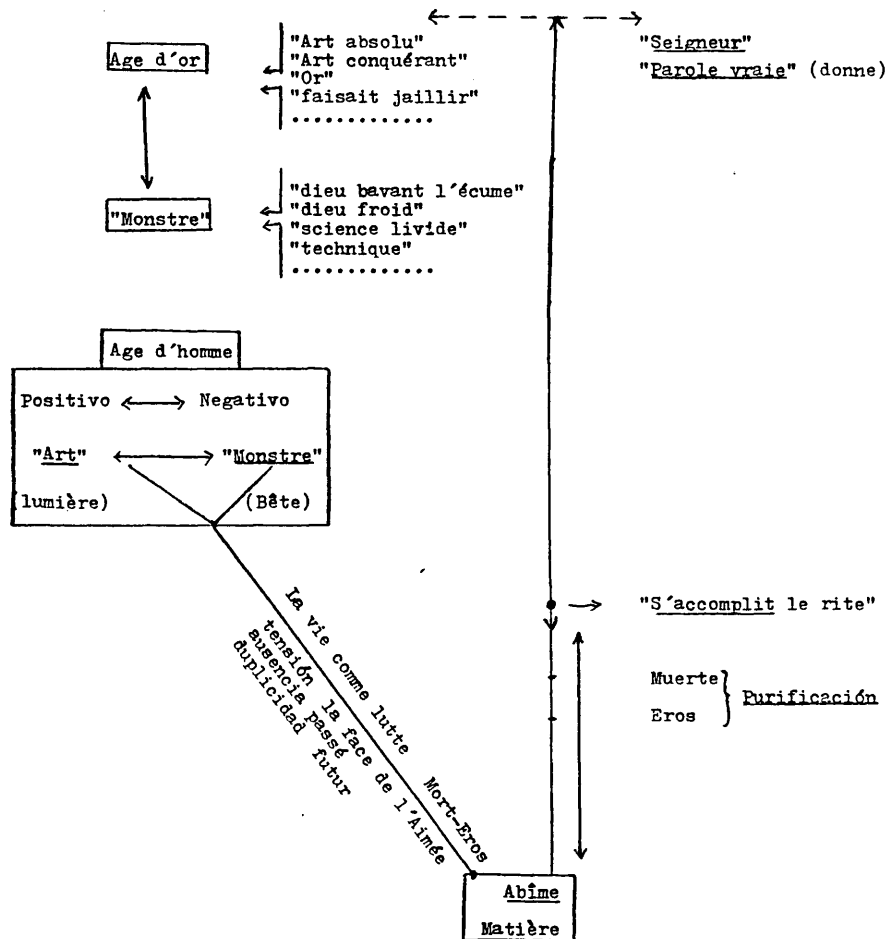 Age d'or
"Art absolu"
"Art conquérant"
"Or"
"faisait jaillir"
.............
"Seigneur"
"Parole vraie" (donne)
"Monstre"
"dieu bavant l'écume"
"dieu froid"
"science livide"
"technique"
.............
Age d'homme
Positivo Negativo
"Art" "Monstre"
(lumière) (Bête)
La vie comme lutte Mort-Eros
tensión la face de l'Aimée
ausencia passé
duplicidad futur
"S'accomplit le rite"
Muerte
Eros
Purificación
Abîme
Matière